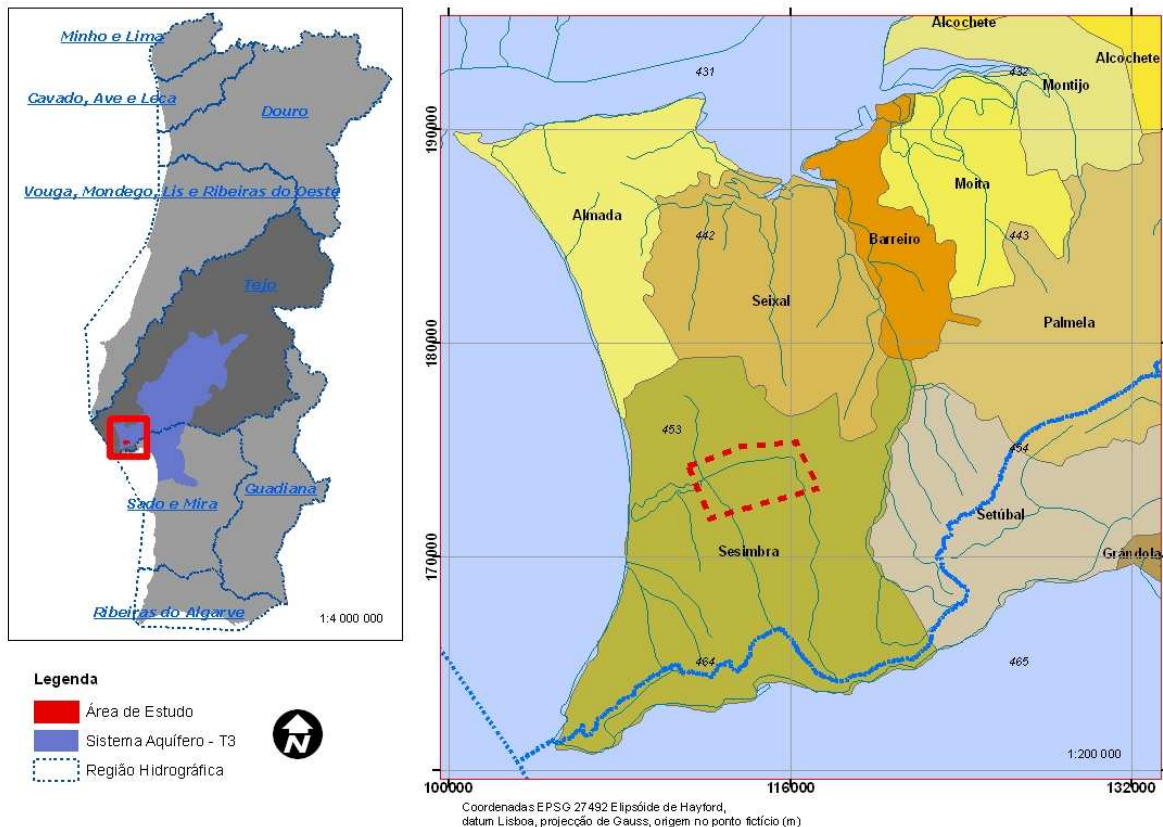 Minho e Lima
Cavado, Ave e Leca
Douro
Vouga, Mondego, Lis e Ribeiras do Oeste
Tejo
Sado e Mira
Guadiana
Ribeiras do Algarve
1:4 000 000
Legenda
Área de Estudo
Sistema Aquífero - T3
Região Hidrográfica
N
Alcochete
431
432
Alcochete
Montijo
190000
Moita
Almada
442
Barreiro
443
Seixal
Palmela
180000
453
454
Setúbal
Sesimbra
170000
Grândola
464
465
1:200 000
100000
116000
132000
Coordenadas EPSG 27492 Elipsóide de Hayford,
datum Lisboa, projecção de Gauss, origem no ponto fictício (m)